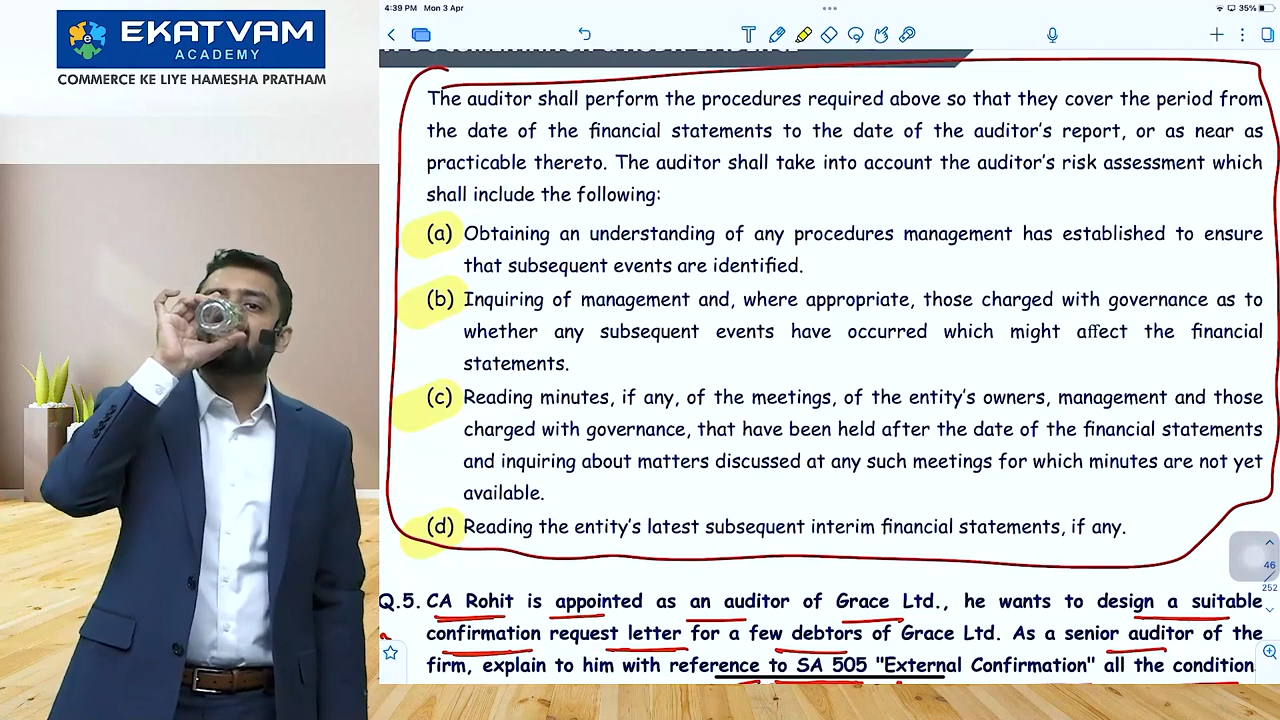 EKATVAM
ACADEMY
COMMERCE KE LIYE HAMESHA PRATHAM
4:39 PM Mon 3 Apr
35%
The auditor shall perform the procedures required above so that they cover the period from
the date of the financial statements to the date of the auditor's report, or as near as
practicable thereto. The auditor shall take into account the auditor's risk assessment which
shall include the following:
(a) Obtaining an understanding of any procedures management has established to ensure
that subsequent events are identified.
(b) Inquiring of management and, where appropriate, those charged with governance as to
whether any subsequent events have occurred which might affect the financial
statements.
(c) Reading minutes, if any, of the meetings, of the entity's owners, management and those
charged with governance, that have been held after the date of the financial statements
and inquiring about matters discussed at any such meetings for which minutes are not yet
available.
(d) Reading the entity's latest subsequent interim financial statements, if any.
46
252
Q.5. CA Rohit is appointed as an auditor of Grace Ltd., he wants to design a suitable
confirmation request letter for a few debtors of Grace Ltd. As a senior auditor of the
firm, explain to him with reference to SA 505 "External Confirmation" all the condition